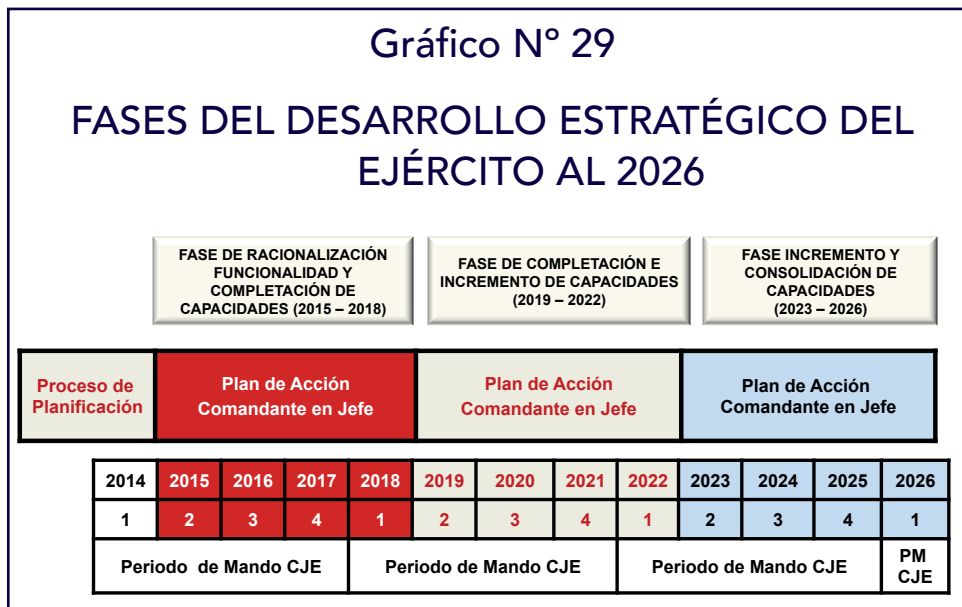 Gráfico Nº 29
FASES DEL DESARROLLO ESTRATÉGICO DEL
EJÉRCITO AL 2026
FASE DE RACIONALIZACIÓN
FUNCIONALIDAD Y
COMPLETACIÓN DE
CAPACIDADES (2015 – 2018)
FASE DE COMPLETACIÓN E
INCREMENTO DE CAPACIDADES
(2019 – 2022)
FASE INCREMENTO Y
CONSOLIDACIÓN DE
CAPACIDADES
(2023 – 2026)
Proceso de
Planificación
Plan de Acción
Comandante en Jefe
Plan de Acción
Comandante en Jefe
Plan de Acción
Comandante en Jefe
2014 2015 2016 2017 2018 2019 2020 2021 2022 2023 2024 2025 2026
1 2 3 4 1 2 3 4 1 2 3 4 1
Periodo de Mando CJE
Periodo de Mando CJE
Periodo de Mando CJE
PM
CJE